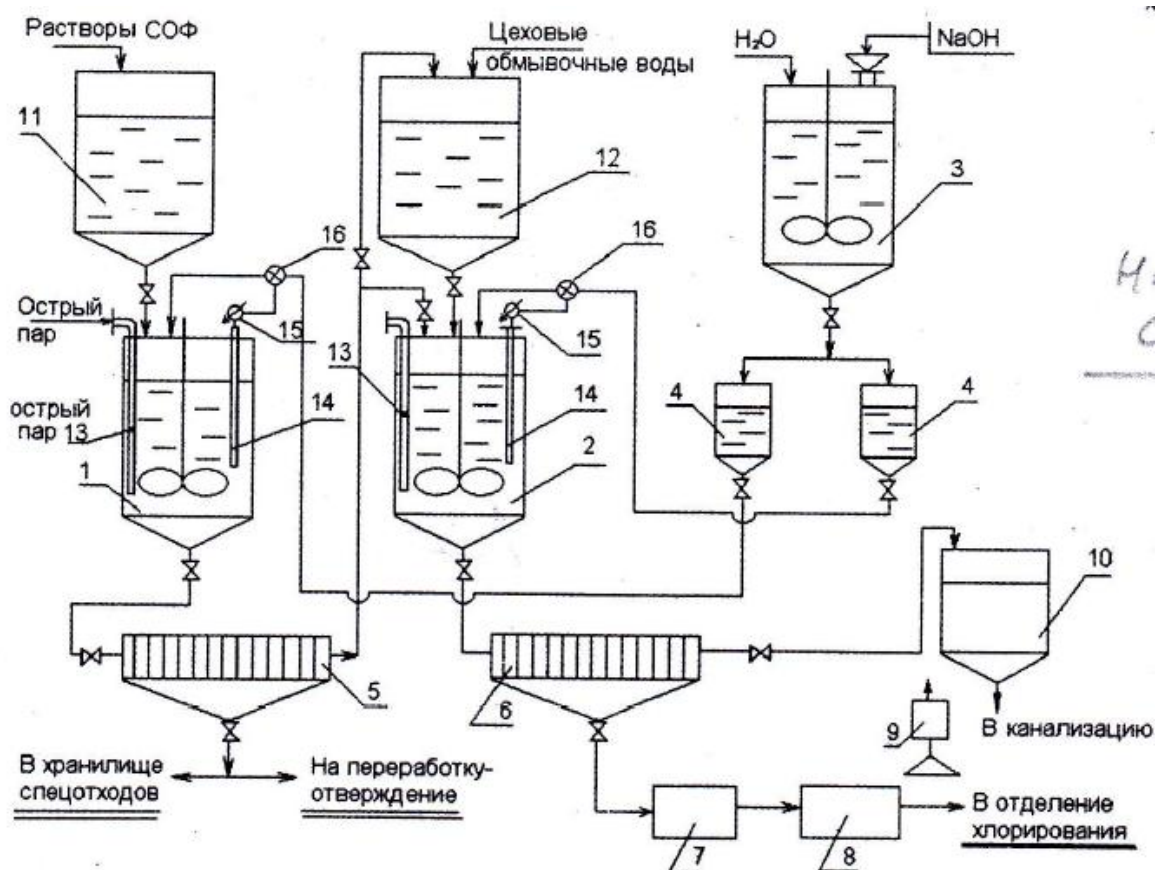 Растворы СОФ
Цеховые
обмывочные воды
H₂O
NaOH
11
12
3
16
16
Острый
пар
15
15
13
4
4
острый
пар 13
14
14
1
2
10
5
6
9
В канализацию
В хранилище
спецотходов
На переработку-
отверждение
В отделение
хлорирования
7
8